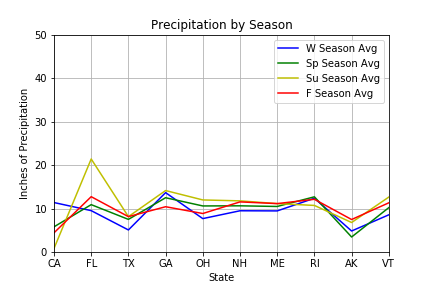 Precipitation by Season
Inches of Precipitation
50
40
30
20
10
0
W Season Avg
Sp Season Avg
Su Season Avg
F Season Avg
CA FL TX GA OH NH ME RI AK VT
State